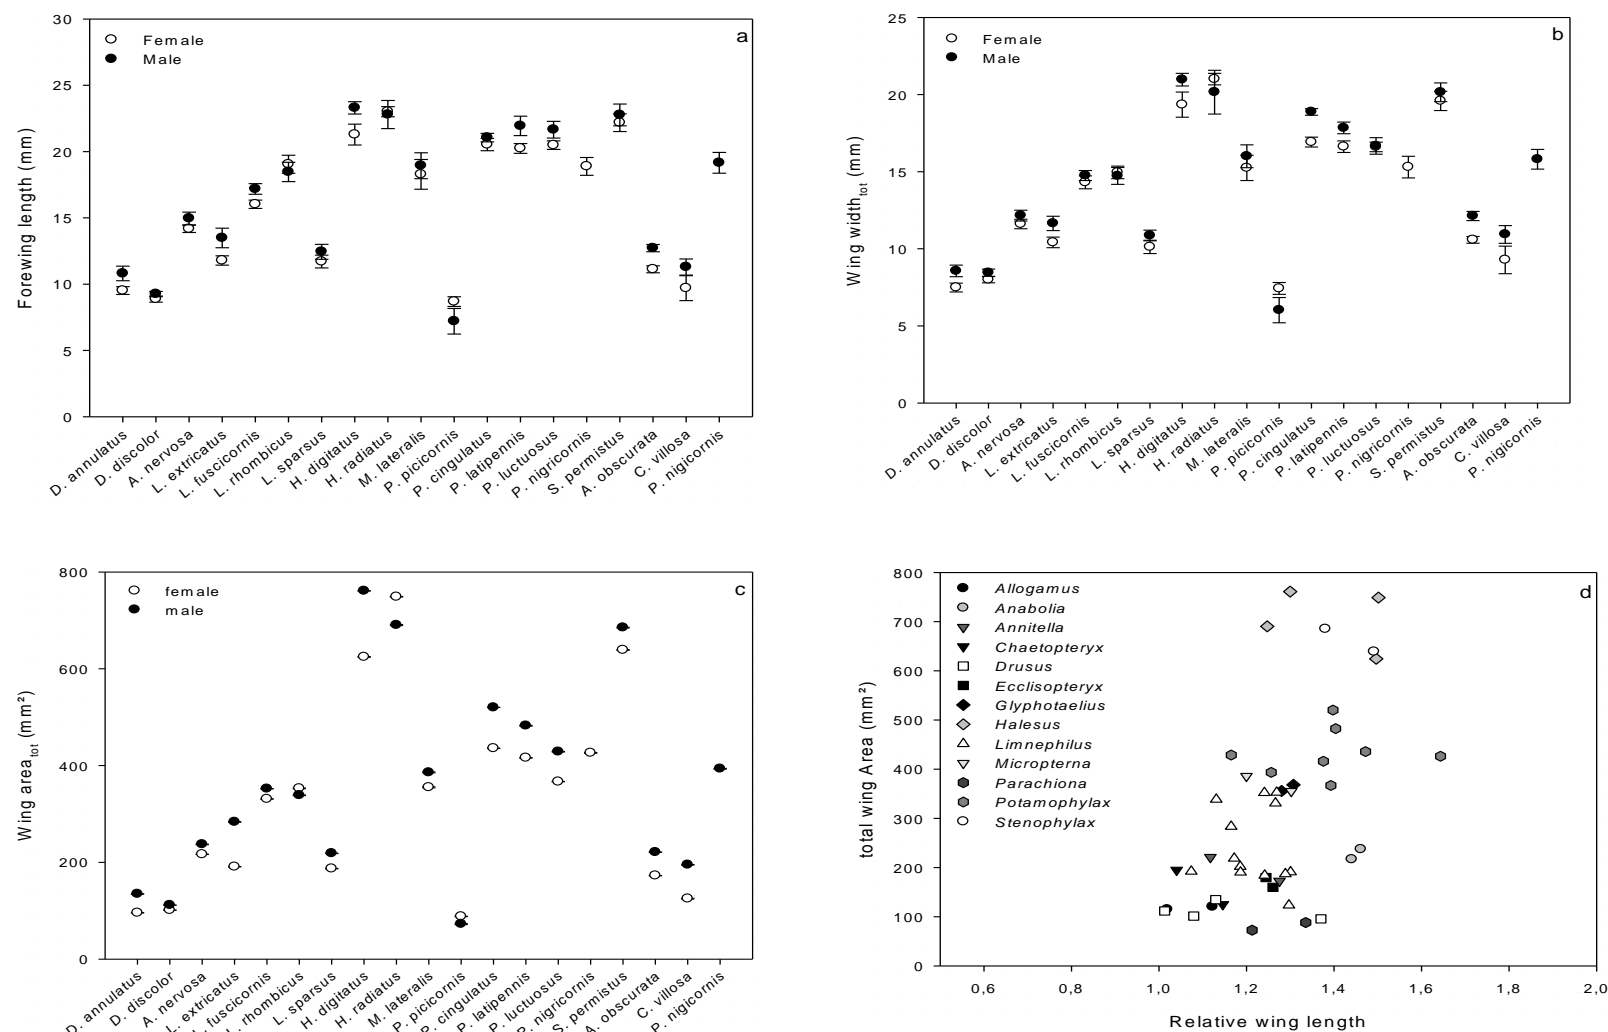 a
Female
Male
Forewing length (mm)
30
25
20
15
10
5
0
D. annulatus
D. discolor
A. nervosa
L. extricatus
L. fuscicornis
L. rhombicus
L. sparsus
H. digitatus
H. radiatus
M. lateralis
P. picicornis
P. cingulatus
P. latipennis
P. luctuosus
P. nigricornis
S. permistus
A. obscurata
C. villosa
P. nigicornis
b
Female
Male
Wing width tot (mm)
25
20
15
10
5
0
D. annulatus
D. discolor
A. nervosa
L. extricatus
L. fuscicornis
L. rhombicus
L. sparsus
H. digitatus
H. radiatus
M. lateralis
P. picicornis
P. cingulatus
P. latipennis
P. luctuosus
P. nigricornis
S. permistus
A. obscurata
C. villosa
P. nigicornis
c
female
male
Wing area tot (mm²)
800
600
400
200
0
D. annulatus
D. discolor
A. nervosa
L. extricatus
L. fuscicornis
L. rhombicus
L. sparsus
H. digitatus
H. radiatus
M. lateralis
P. picicornis
P. cingulatus
P. latipennis
P. luctuosus
P. nigricornis
S. permistus
A. obscurata
C. villosa
P. nigicornis
d
Allogamus
Anabolia
Annitella
Chaetopteryx
Drusus
Ecclisopteryx
Glyphotaelius
Halesus
Limnephilus
Micropterna
Parachiona
Potamophylax
Stenophylax
total wing Area (mm²)
800
700
600
500
400
300
200
100
0
0,6
0,8
1,0
1,2
1,4
1,6
1,8
2,0
Relative wing length